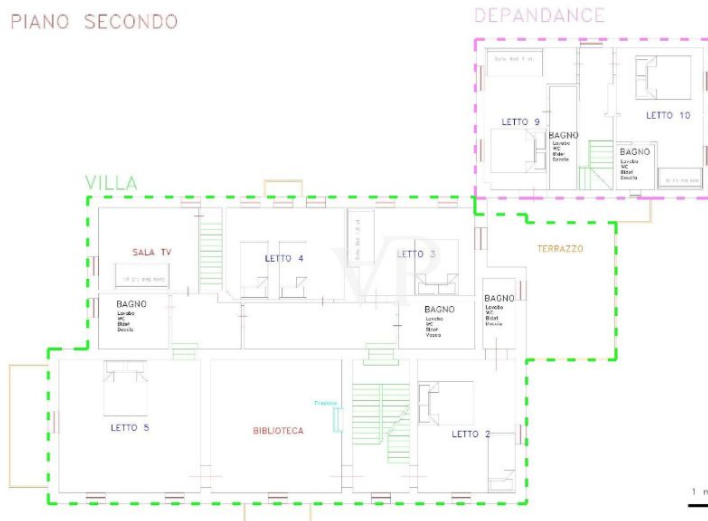 PIANO SECONDO
DEPANDANCE
LETTO 9
BAGNO
Lavabo
WC
Bidet
Doccia
LETTO 10
BAGNO
Lavabo
WC
Bidet
Doccia
VILLA
SALA TV
LETTO 4
LETTO 3
TERRAZZO
VP
BAGNO
Lavabo
WC
Bidet
Doccia
BAGNO
Lavabo
WC
Bidet
Vasca
BAGNO
Lavabo
WC
Bidet
Doccia
LETTO 5
BIBLIOTECA
LETTO 2
1 m